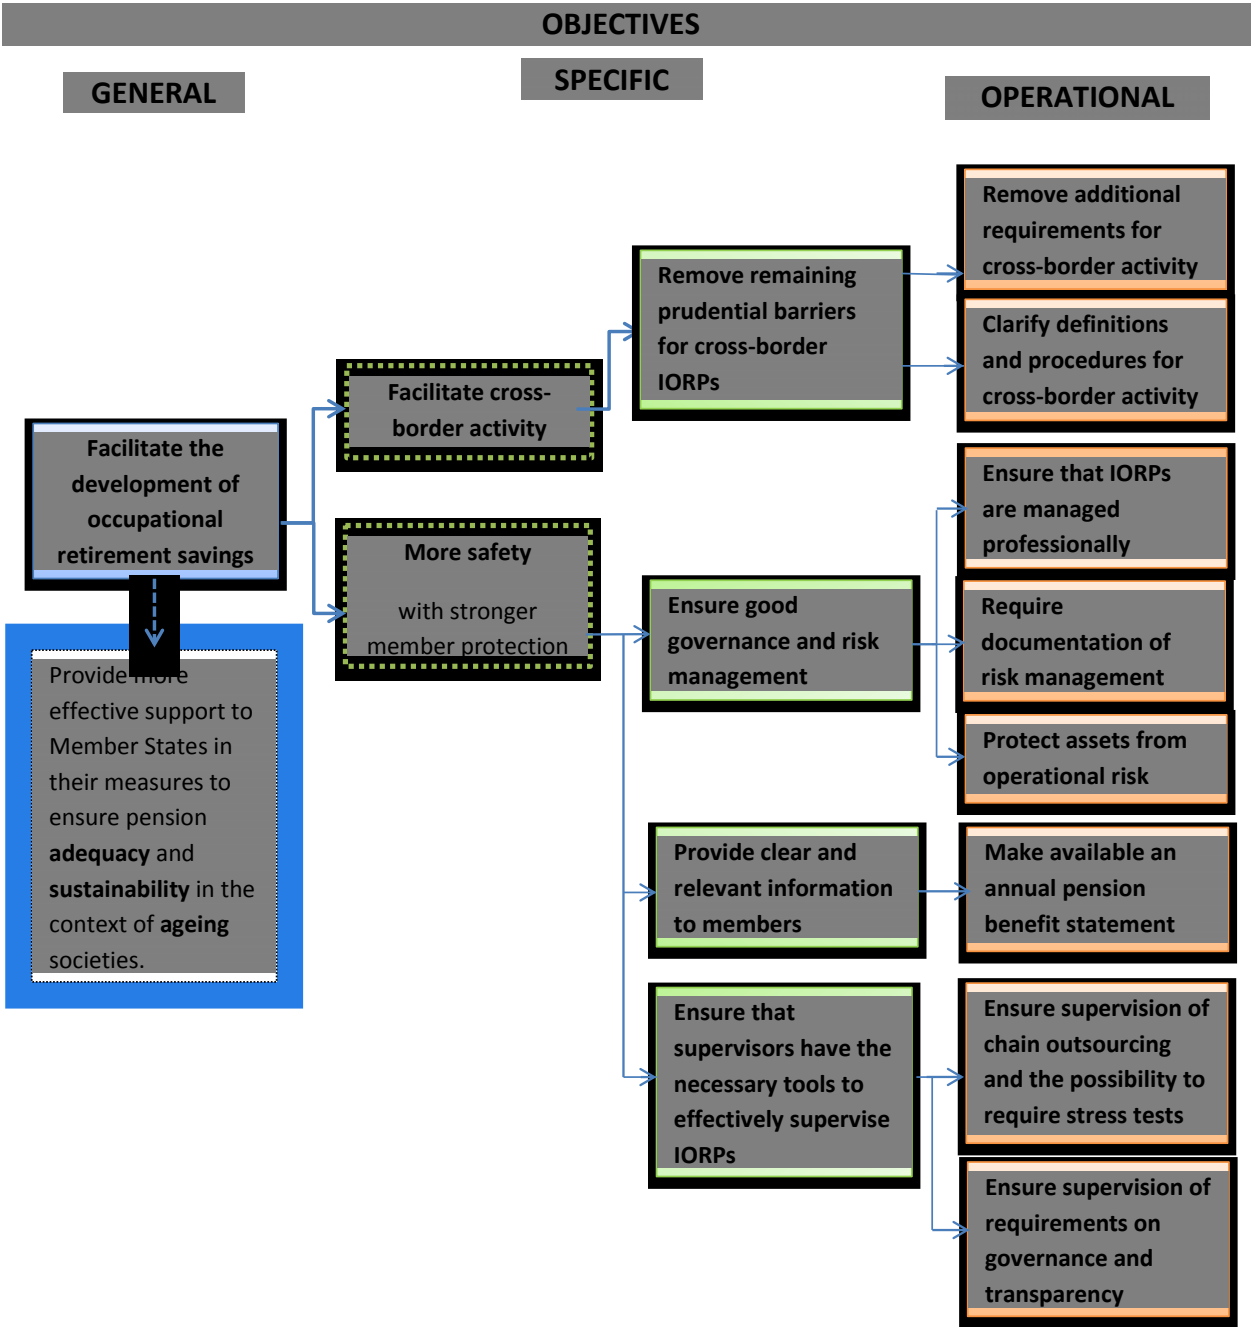 OBJECTIVES
GENERAL
SPECIFIC
OPERATIONAL
Facilitate the
development of
occupational
retirement savings
Provide more
effective support to
Member States in
their measures to
ensure pension
adequacy and
sustainability in the
context of ageing
societies.
Facilitate cross-
border activity
More safety
with stronger
member protection
Remove remaining
prudential barriers
for cross-border
IORPs
Ensure good
governance and risk
management
Provide clear and
relevant information
to members
Ensure that
supervisors have the
necessary tools to
effectively supervise
IORPs
Remove additional
requirements for
cross-border activity
Clarify definitions
and procedures for
cross-border activity
Ensure that IORPs
are managed
professionally
Require
documentation of
risk management
Protect assets from
operational risk
Make available an
annual pension
benefit statement
Ensure supervision of
chain outsourcing
and the possibility to
require stress tests
Ensure supervision of
requirements on
governance and
transparency